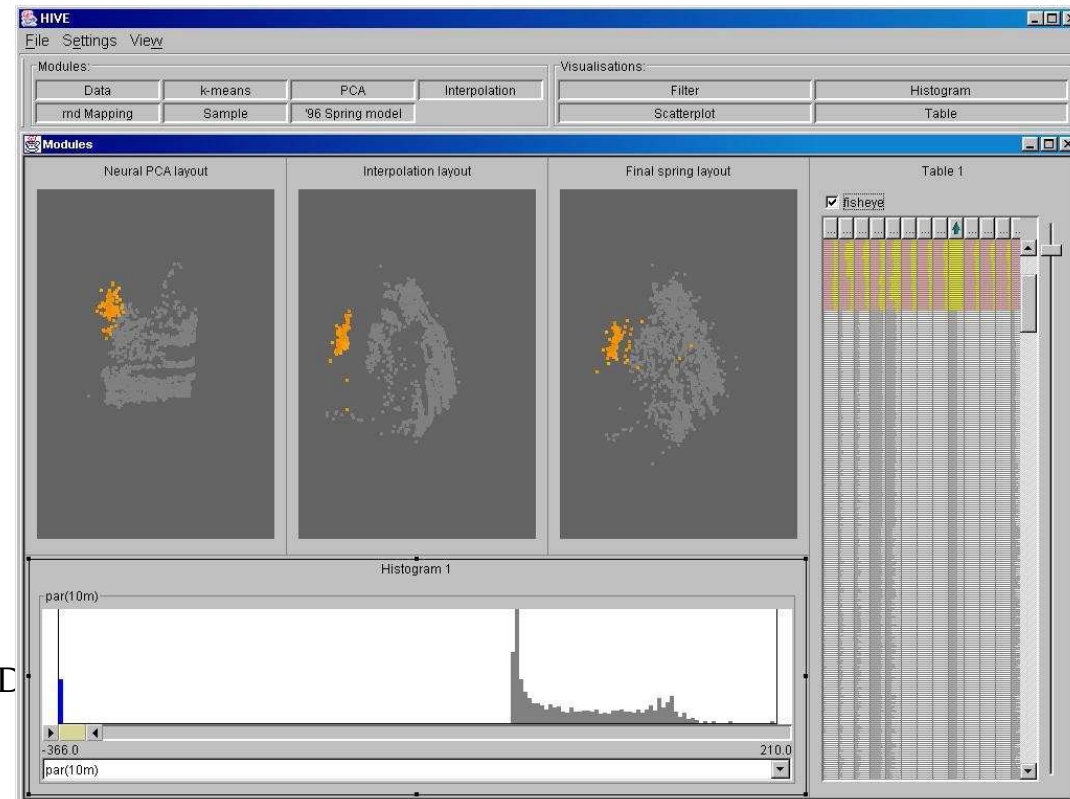 HIVE
File Settings View
Modules:
Data k-means PCA Interpolation
rnd Mapping Sample '96 Spring model
Visualisations:
Filter Histogram
Scatterplot Table
Modules
Neural PCA layout
Interpolation layout
Final spring layout
Table 1
fisheye
... ... ... ... ... ... ... ... ... ... ...
Histogram 1
par(10m)
D
-366.0 210.0
par(10m)